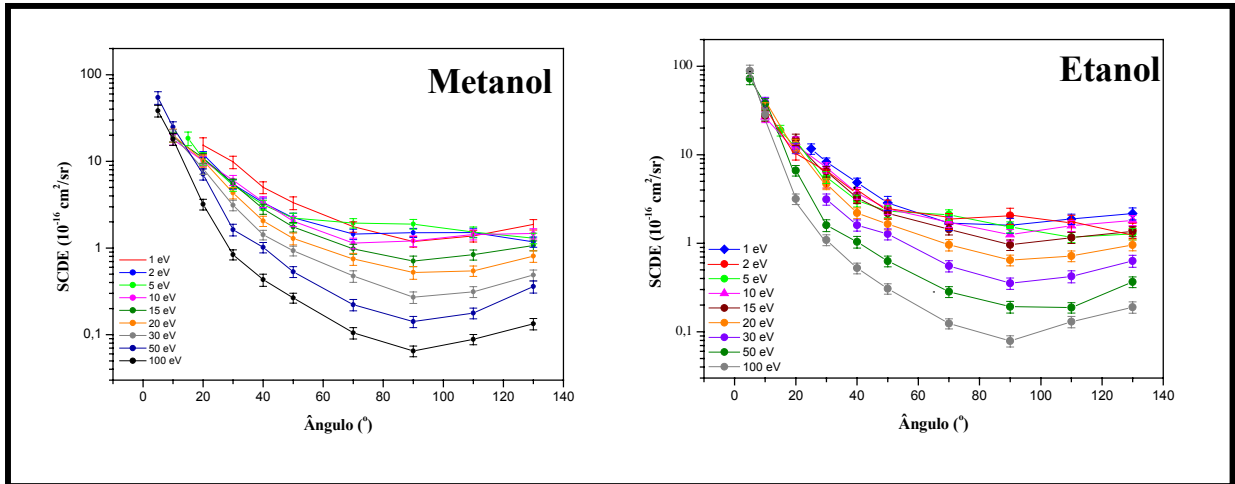 Metanol
100
10
1
0,1
SCDE (10⁻¹⁶ cm²/sr)
1 eV
2 eV
5 eV
10 eV
15 eV
20 eV
30 eV
50 eV
100 eV
0 20 40 60 80 100 120 140
Ângulo (º)
Etanol
100
10
1
0,1
SCDE (10⁻¹⁶ cm²/sr)
1 eV
2 eV
5 eV
10 eV
15 eV
20 eV
30 eV
50 eV
100 eV
0 20 40 60 80 100 120 140
Ângulo (º)